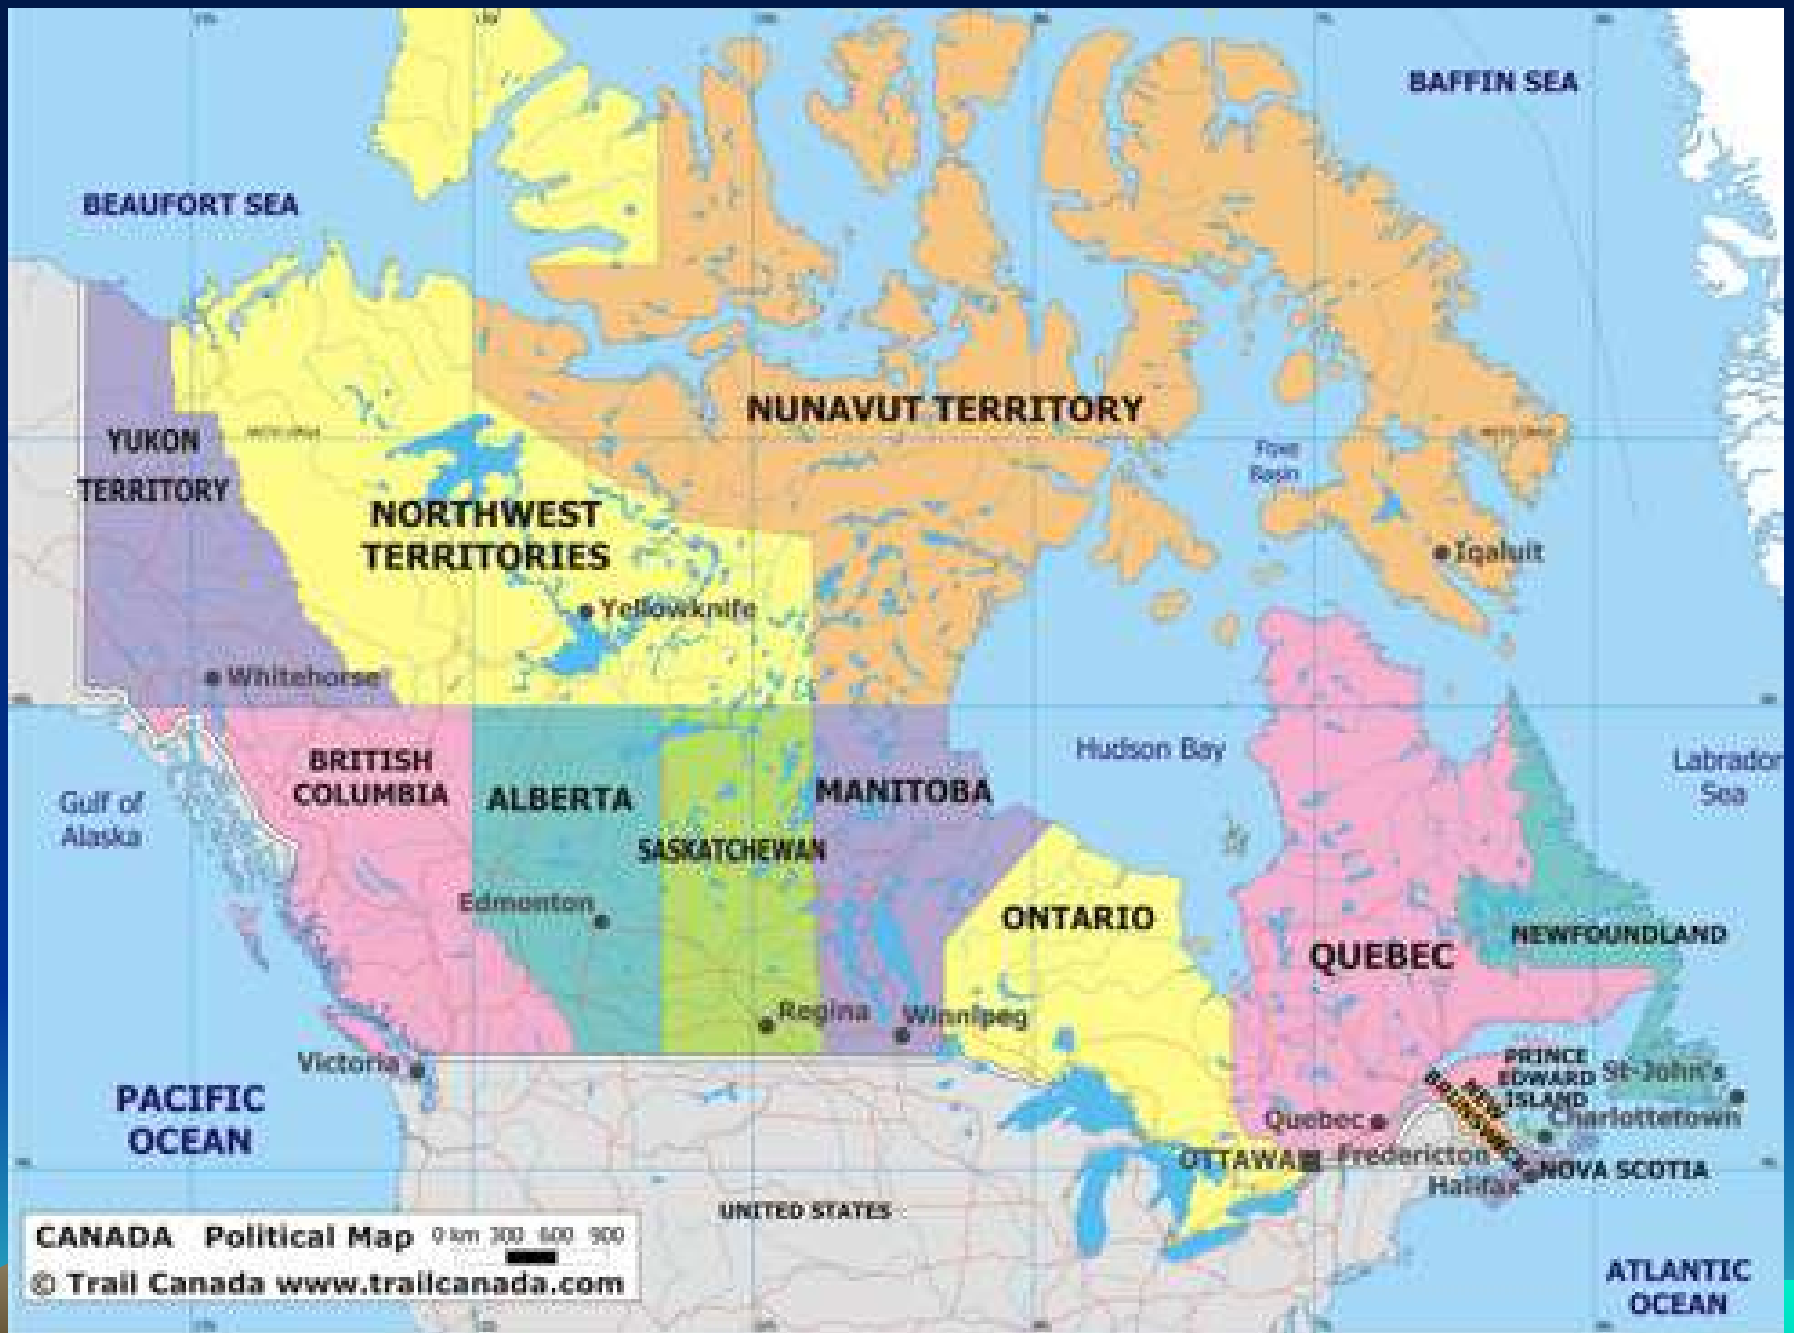 BAFFIN SEA
BEAUFORT SEA
NUNAVUT TERRITORY
YUKON
TERRITORY
Foxe
Basin
NORTHWEST
TERRITORIES
Iqaluit
Yellowknife
Whitehorse
Hudson Bay
Labrador
Sea
BRITISH
COLUMBIA
ALBERTA
MANITOBA
Gulf of
Alaska
SASKATCHEWAN
Edmonton
ONTARIO
NEWFOUNDLAND
QUEBEC
Regina
Winnipeg
Victoria
PRINCE
EDWARD
ISLAND
St-John's
NEW
BRUNSWICK
PACIFIC
OCEAN
Quebec
Charlottetown
OTTAWA
Fredericton
NOVA SCOTIA
Halifax
UNITED STATES
CANADA Political Map 0 km 300 600 900
© Trail Canada www.trailcanada.com
ATLANTIC
OCEAN